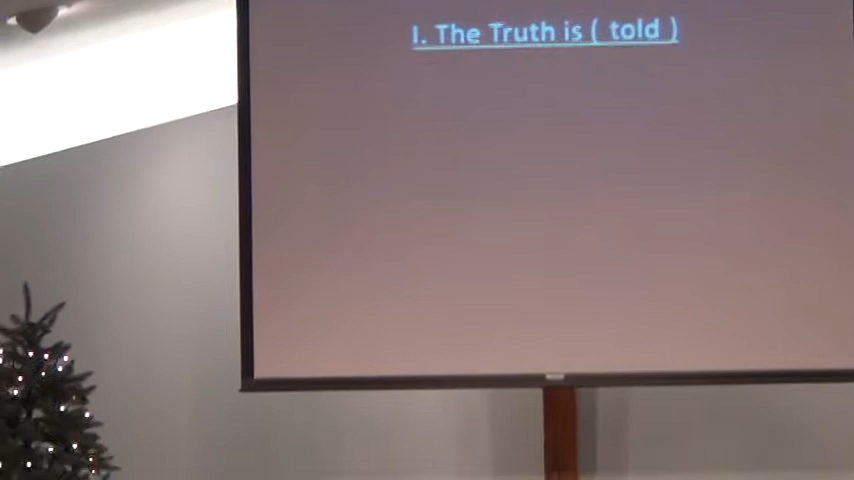 I. The Truth is ( told )